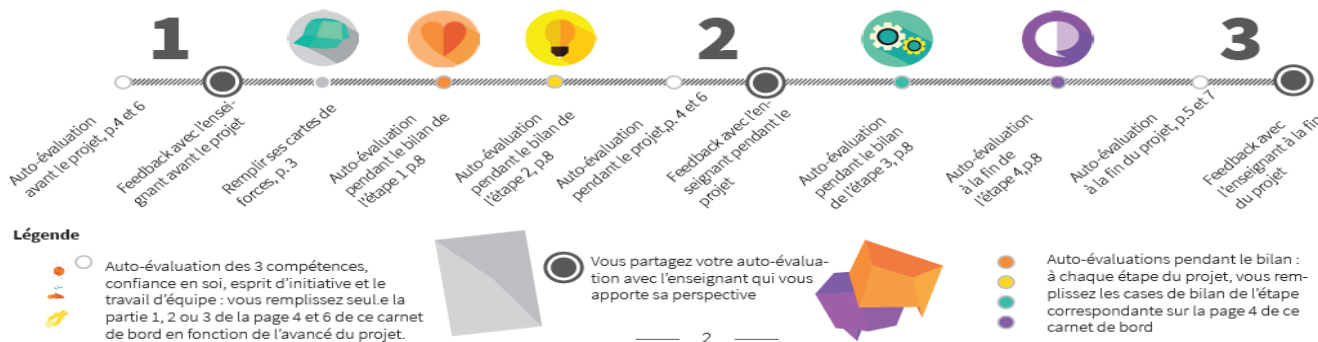 1
2
3
Auto-évaluation
avant le projet, p.4 et 6
Feedback avec l'ensei-
gnant avant le projet
Remplir ses cartes de
forces, p. 3
Auto-évaluation
pendant le bilan de
l'étape 1 p.8
Auto-évaluation
pendant le bilan de
l'étape 2, p.8
Auto-évaluation
pendant le projet,p. 4 et 6
Feedback avec l'en-
seignant pendant le
projet
Auto-évaluation
pendant le bilan
de l'étape 3, p.8
Auto-évaluation
à la fin de
l'étape 4,p.8
Auto-évaluation
à la fin du projet, p.5 et 7
Feedback avec
l'enseignant à la fin
du projet
Légende
Auto-évaluation des 3 compétences,
confiance en soi, esprit d'initiative et le
travail d'équipe : vous remplissez seul.e la
partie 1, 2 ou 3 de la page 4 et 6 de ce carnet
de bord en fonction de l'avancé du projet.
Vous partagez votre auto-évalua-
tion avec l'enseignant qui vous
apporte sa perspective
Auto-évaluations pendant le bilan :
à chaque étape du projet, vous rem-
plissez les cases de bilan de l'étape
correspondante sur la page 4 de ce
carnet de bord
2